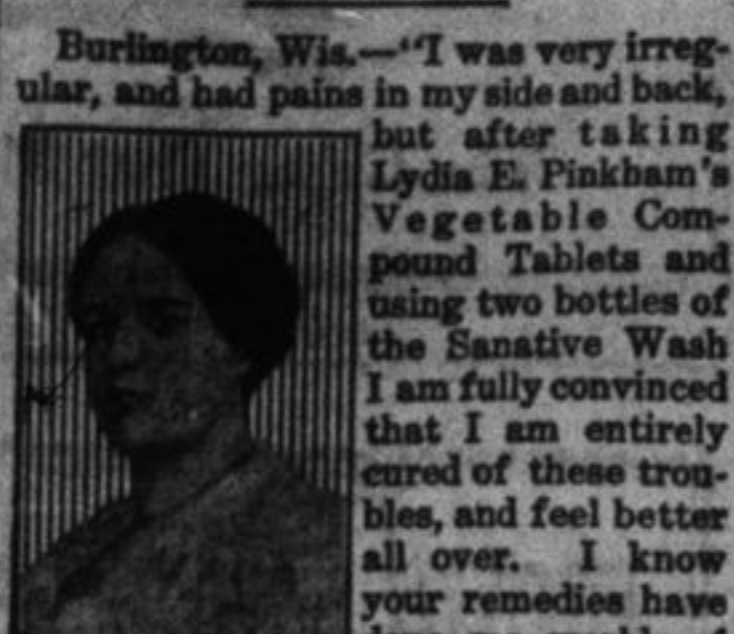 Burlington, Wis.—"I was very irreg-
ular, and had pains in my side and back,
but after taking
Lydia E. Pinkham's
Vegetable Com-
pound Tablets and
using two bottles of
the Sanative Wash
I am fully convinced
that I am entirely
cured of these trou-
bles, and feel better
all over. I know
your remedies have